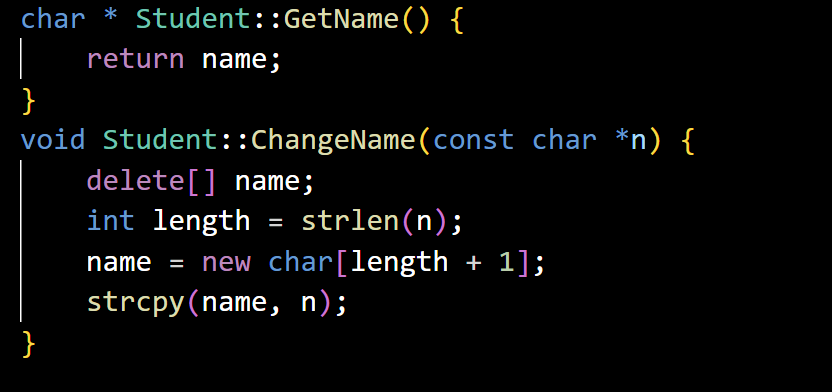 char * Student::GetName() {
    return name;
}
void Student::ChangeName(const char *n) {
    delete[] name;
    int length = strlen(n);
    name = new char[length + 1];
    strcpy(name, n);
}